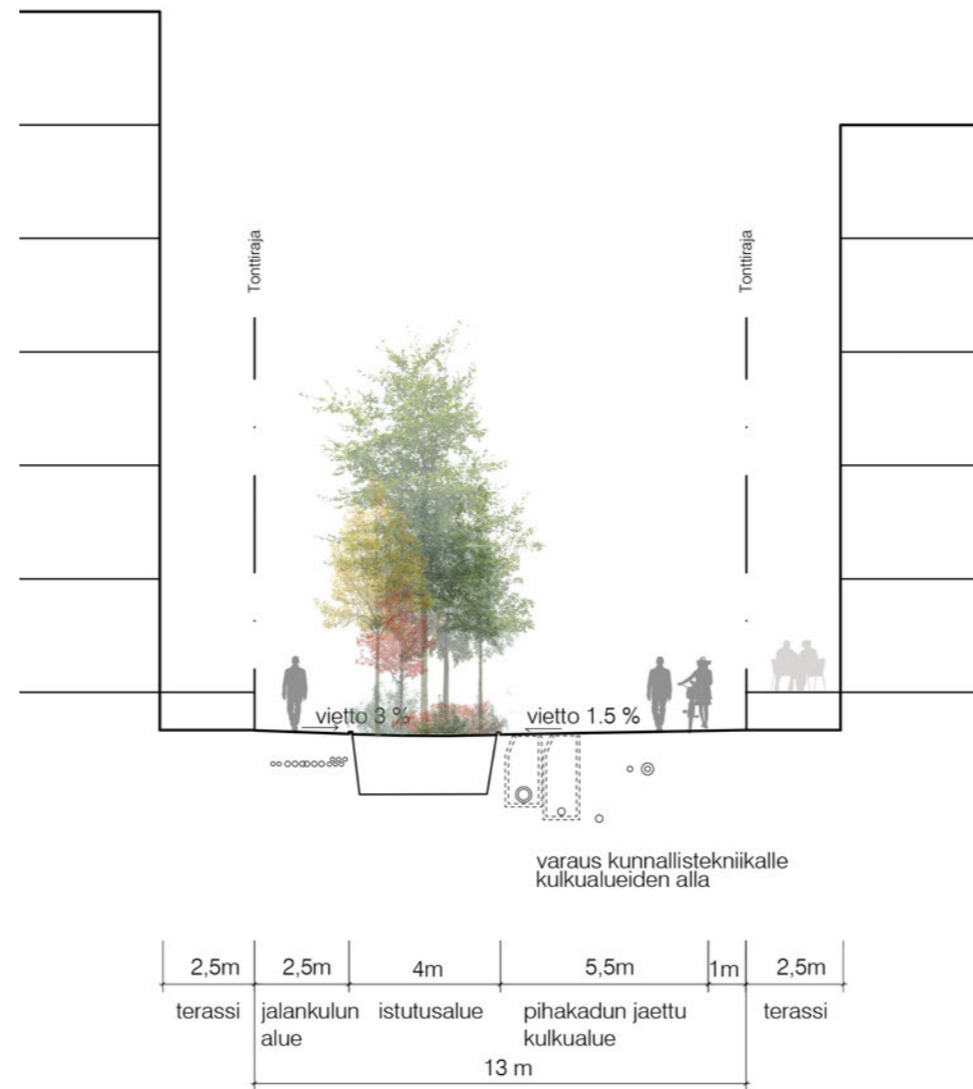 Tonttiraja
Tonttiraja
vietto 3 %
vietto 1.5 %
varaus kunnallistekniikalle
kulkualueiden alla
2,5m
2,5m
4m
5,5m
1m
2,5m
terassi
jalankulun
alue
istutusalue
pihakadun jaettu
kulkualue
terassi
13 m